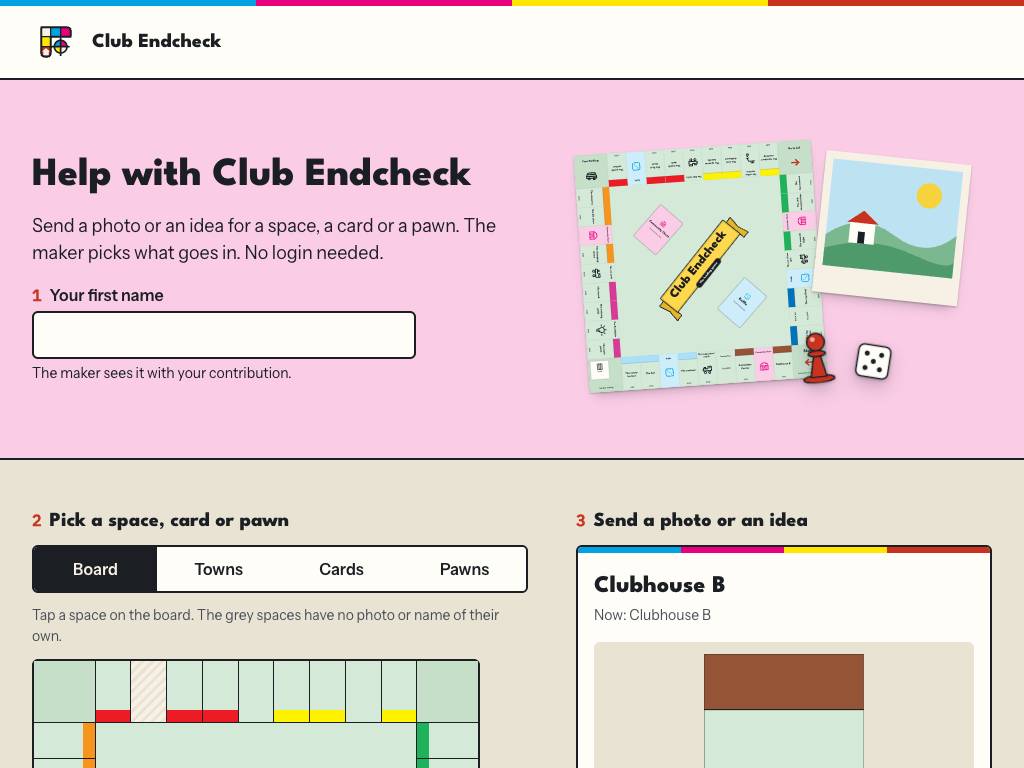 Club Endcheck
Help with Club Endcheck
Send a photo or an idea for a space, a card or a pawn. The
maker picks what goes in. No login needed.
1 Your first name
The maker sees it with your contribution.
Club Endcheck
2 Pick a space, card or pawn
Board Towns Cards Pawns
Tap a space on the board. The grey spaces have no photo or name of their
own.
3 Send a photo or an idea
Clubhouse B
Now: Clubhouse B